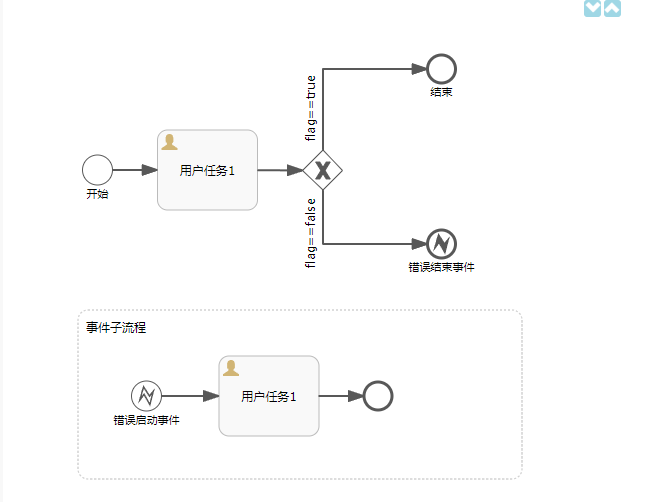 flag==true
结束
用户任务1
开始
flag==false
错误结束事件
事件子流程
用户任务1
错误启动事件